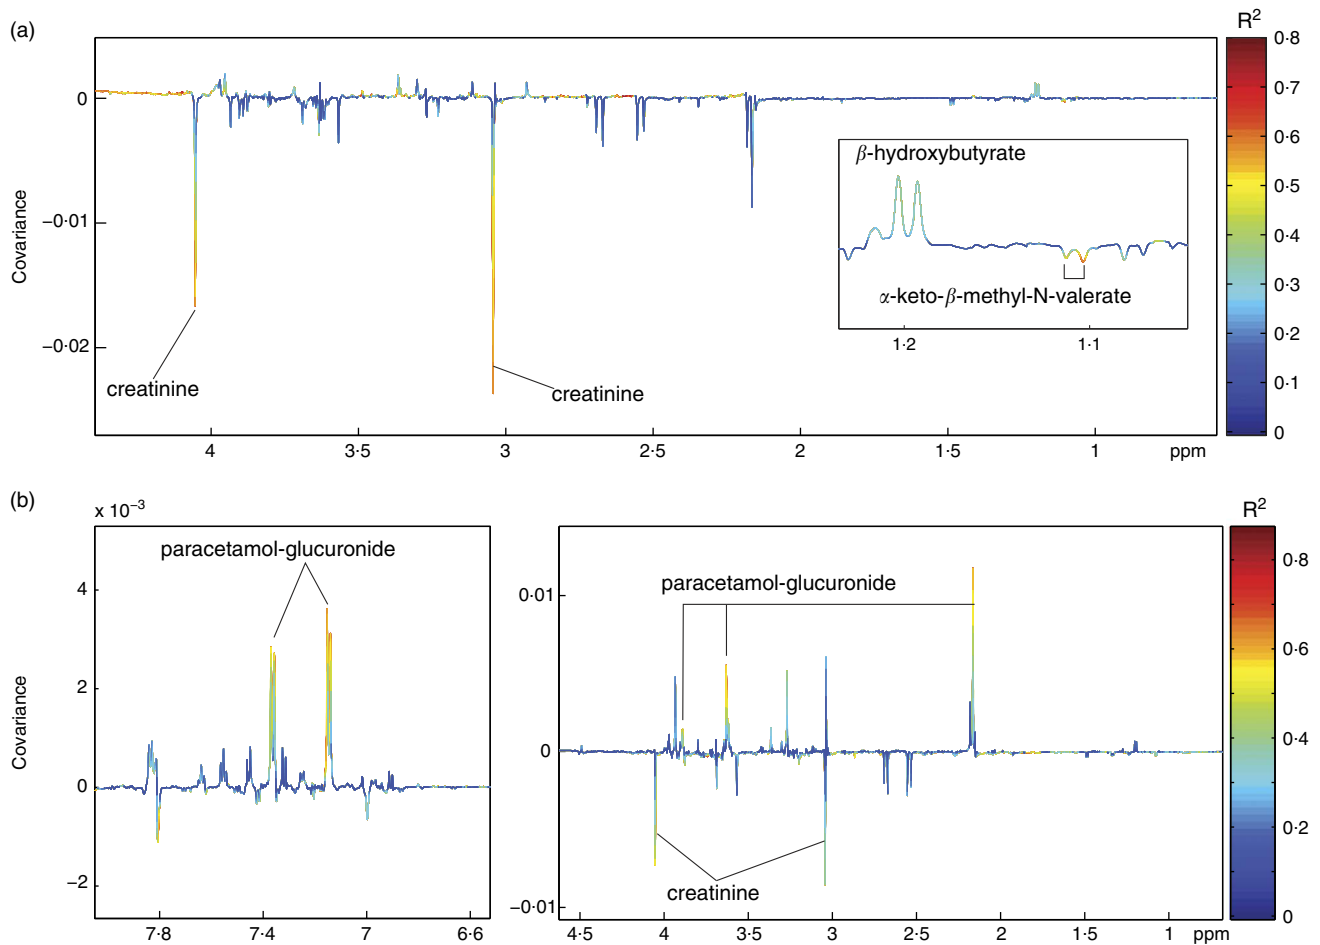 (a)
R²
0·8
0·7
0·6
0·5
0·4
0·3
0·2
0·1
0
Covariance
0
−0·01
−0·02
creatinine
creatinine
β-hydroxybutyrate
α-keto-β-methyl-N-valerate
1·2 1·1
4 3·5 3 2·5 2 1·5 1 ppm
(b)
x 10⁻³
Covariance
4
2
0
−2
paracetamol-glucuronide
7·8 7·4 7 6·6
0·01
0
−0·01
paracetamol-glucuronide
creatinine
4·5 4 3·5 3 2·5 2 1·5 1 ppm
R²
0·8
0·6
0·4
0·2
0